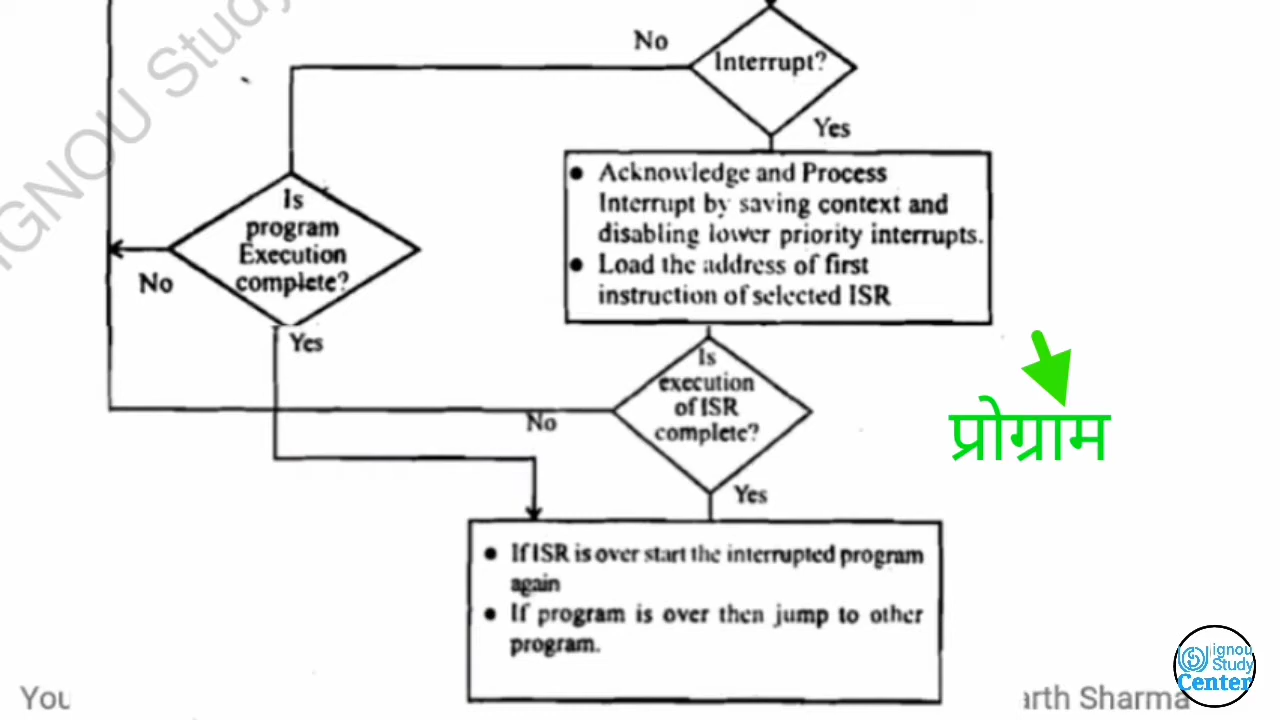 IGNOU Study
No
Interrupt?
Yes
● Acknowledge and Process
Interrupt by saving context and
disabling lower priority interrupts.
● Load the address of first
instruction of selected ISR
Is
program
Execution
complete?
No
Yes
Is
execution
of ISR
complete?
No
Yes
प्रोग्राम
● If ISR is over start the interrupted program
again
● If program is over then jump to other
program.
ignou
Study
Center
You
arth Sharma